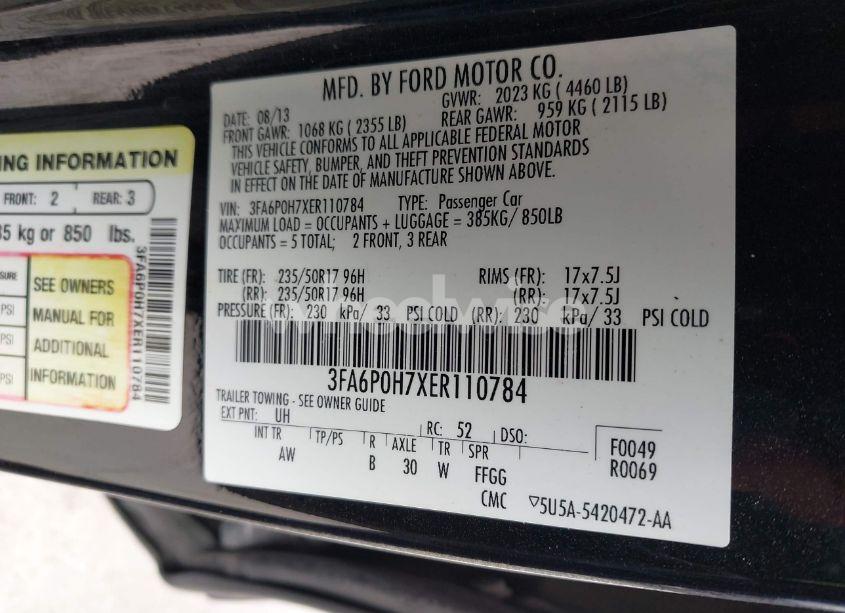 MFD. BY FORD MOTOR CO.
DATE: 08/13 GVWR: 2023 KG ( 4460 LB)
FRONT GAWR: 1068 KG ( 2355 LB) REAR GAWR: 959 KG ( 2115 LB)
THIS VEHICLE CONFORMS TO ALL APPLICABLE FEDERAL MOTOR
VEHICLE SAFETY, BUMPER, AND THEFT PREVENTION STANDARDS
IN EFFECT ON THE DATE OF MANUFACTURE SHOWN ABOVE.
VIN: 3FA6P0H7XER110784 TYPE: Passenger Car
MAXIMUM LOAD = OCCUPANTS + LUGGAGE = 385KG/ 850LB
OCCUPANTS = 5 TOTAL; 2 FRONT, 3 REAR
TIRE (FR): 235/50R17 96H RIMS (FR): 17x7.5J
(RR): 235/50R17 96H (RR): 17x7.5J
PRESSURE (FR): 230 kPa/ 33 PSI COLD (RR): 230 kPa/ 33 PSI COLD
3FA6P0H7XER110784
TRAILER TOWING - SEE OWNER GUIDE
EXT PNT: UH RC: 52 DSO:
INT TR TP/PS R AXLE TR SPR F0049
AW B 30 W FFGG R0069
CMC ▽5U5A-5420472-AA
NG INFORMATION
FRONT: 2 REAR: 3
85 kg or 850 lbs.
SURE
PSI
PSI
PSI
SEE OWNERS
MANUAL FOR
ADDITIONAL
INFORMATION
3FA6P0H7XER110784